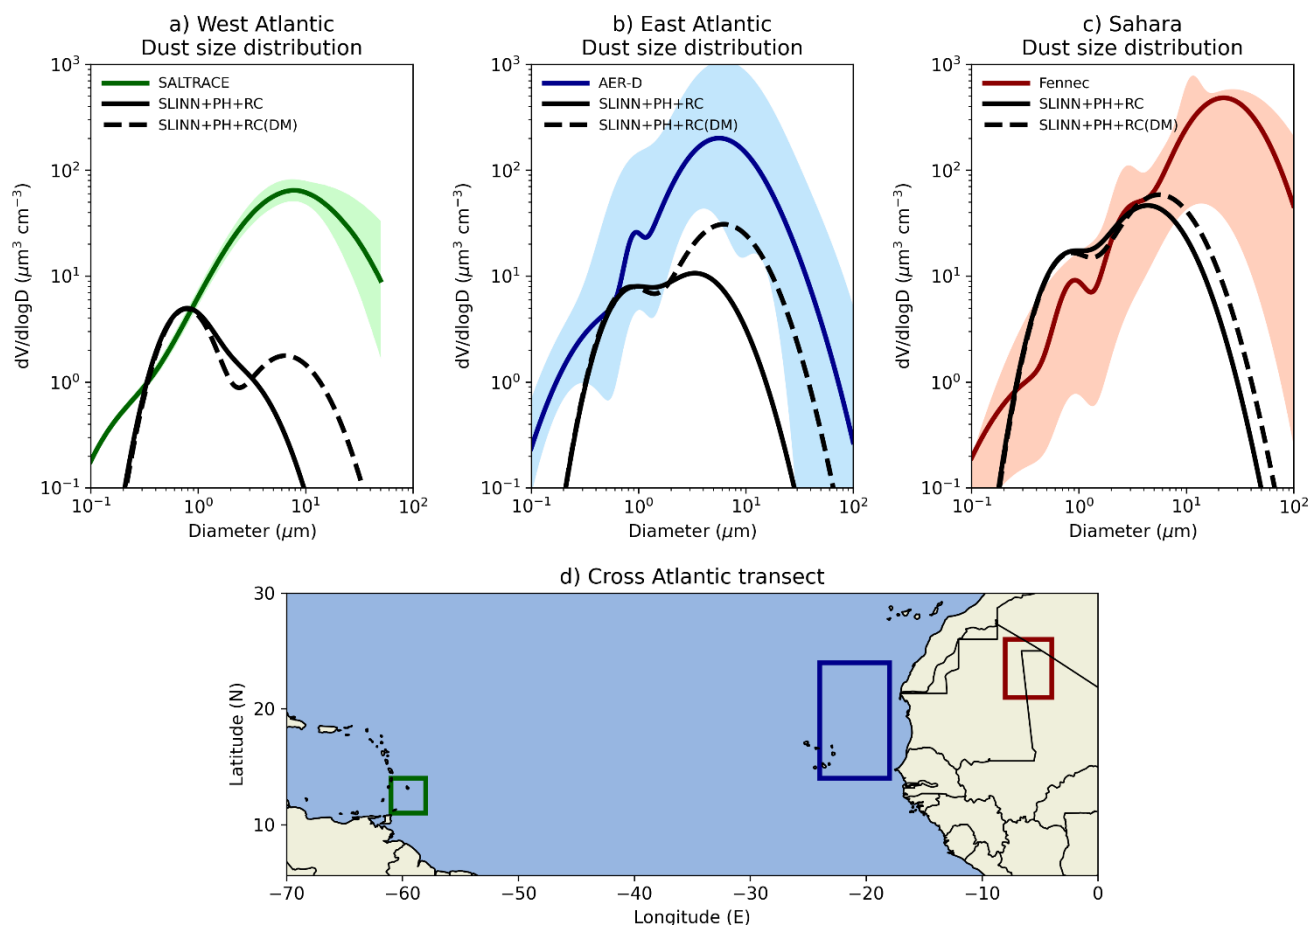 a) West Atlantic
Dust size distribution
b) East Atlantic
Dust size distribution
c) Sahara
Dust size distribution
10³
10²
10¹
10⁰
10⁻¹
dV/dlogD (μm³ cm⁻³)
SALTRACE
SLINN+PH+RC
SLINN+PH+RC(DM)
10⁻¹ 10⁰ 10¹ 10²
Diameter (μm)
10³
10²
10¹
10⁰
10⁻¹
dV/dlogD (μm³ cm⁻³)
AER-D
SLINN+PH+RC
SLINN+PH+RC(DM)
10⁻¹ 10⁰ 10¹ 10²
Diameter (μm)
10³
10²
10¹
10⁰
10⁻¹
dV/dlogD (μm³ cm⁻³)
Fennec
SLINN+PH+RC
SLINN+PH+RC(DM)
10⁻¹ 10⁰ 10¹ 10²
Diameter (μm)
d) Cross Atlantic transect
30
20
10
Latitude (N)
−70 −60 −50 −40 −30 −20 −10 0
Longitude (E)